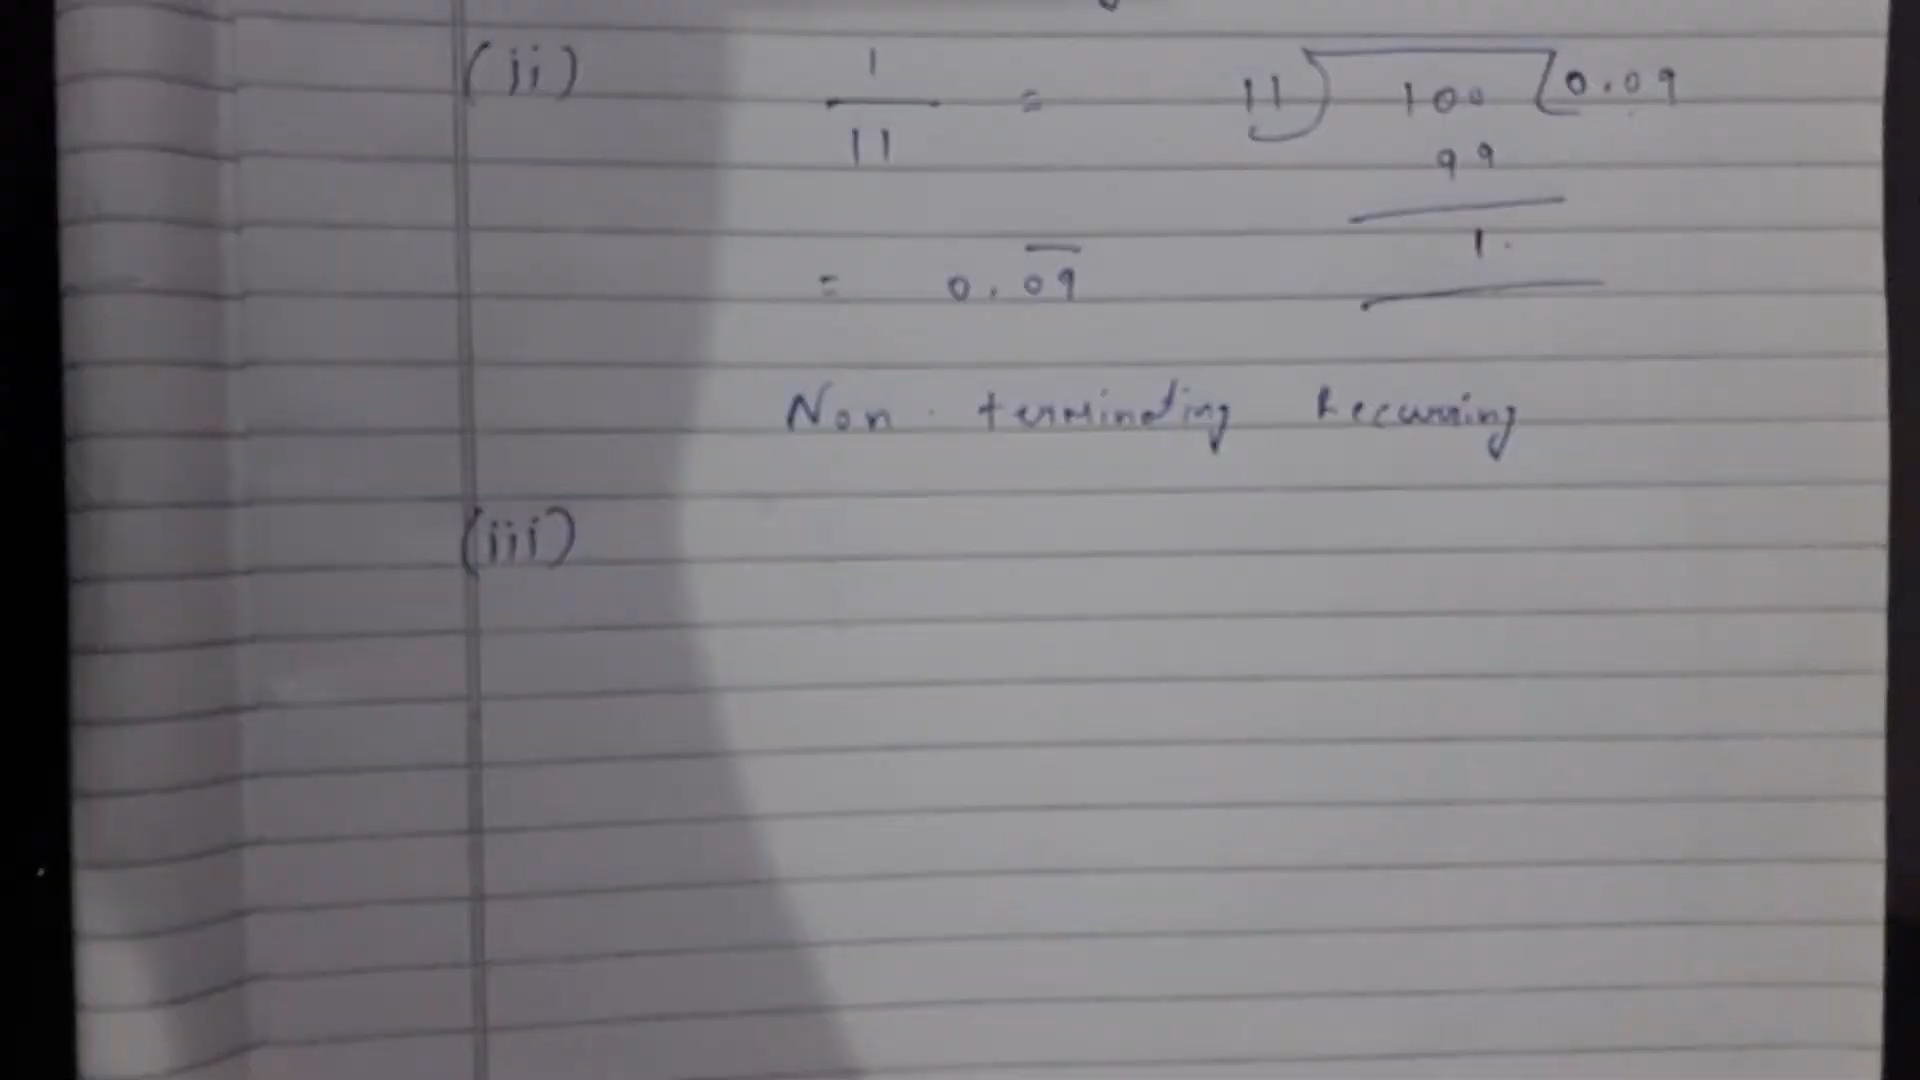 (ii) 1/11 = 11) 100 (0.09
99
1.
= 0.0̅9̅
Non terminating Recurring
(iii)